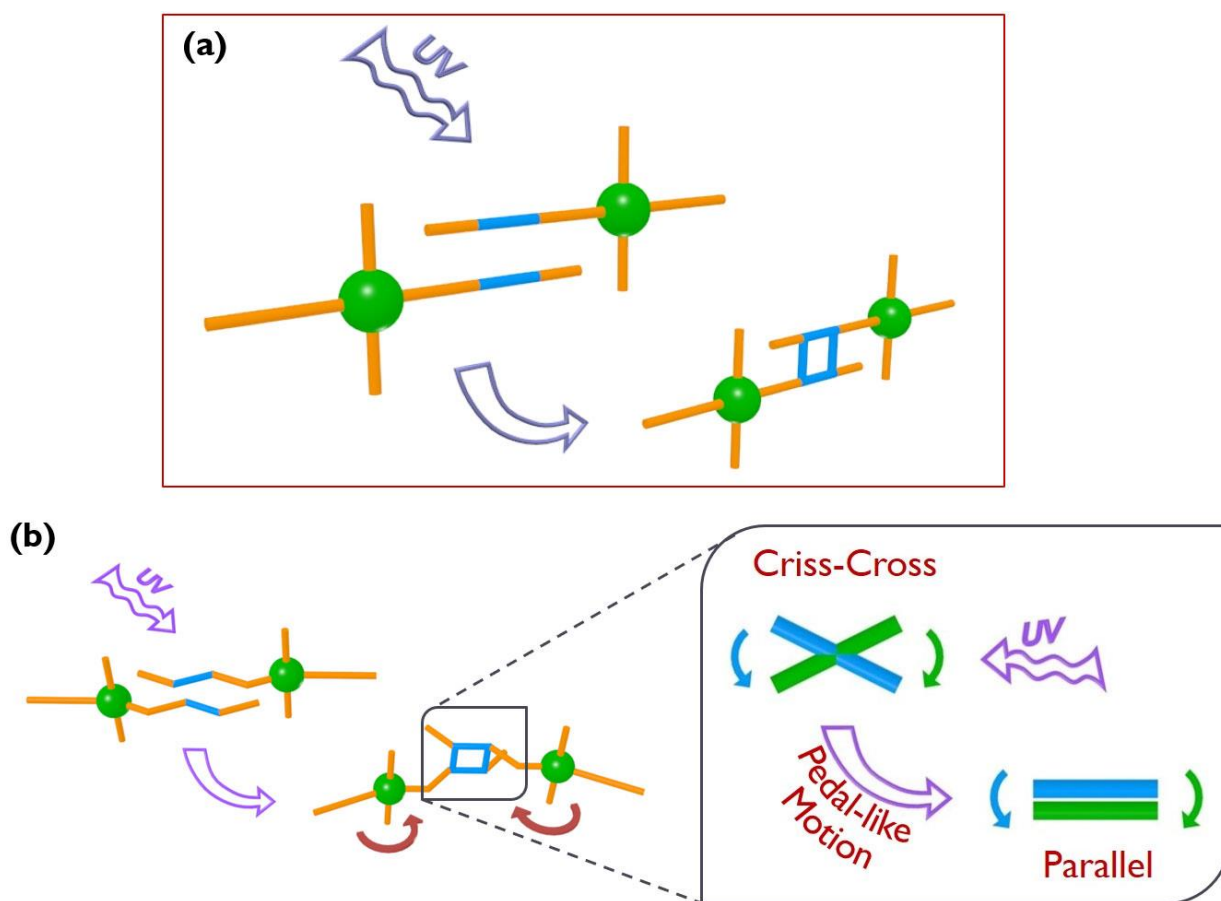 (a)
UV
(b)
UV
Criss-Cross
UV
Pedal-like
Motion
Parallel